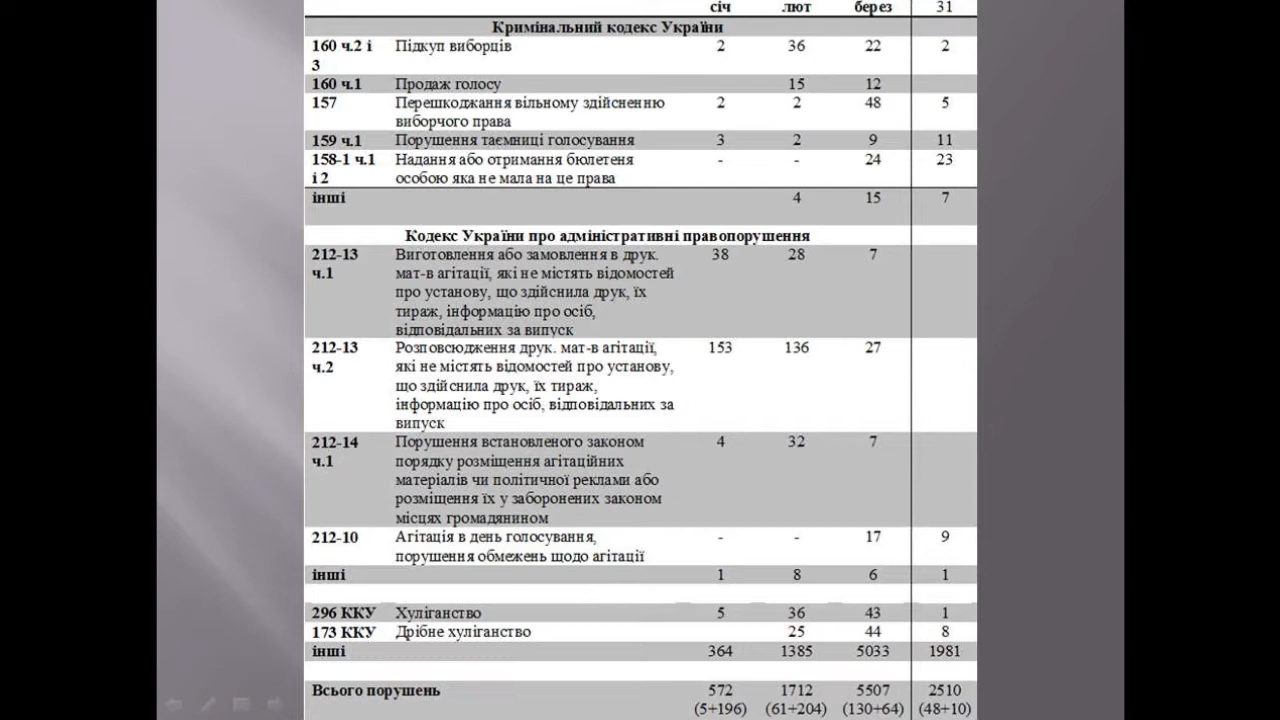 січ лют берез 31
Кримінальний кодекс України
160 ч.2 і Підкуп виборців 2 36 22 2
3
160 ч.1 Продаж голосу 15 12
157 Перешкоджання вільному здійсненню 2 2 48 5
виборчого права
159 ч.1 Порушення таємниці голосування 3 2 9 11
158-1 ч.1 Надання або отримання бюлетеня - - 24 23
і 2 особою яка не мала на це права
інші 4 15 7
Кодекс України про адміністративні правопорушення
212-13 Виготовлення або замовлення в друк. 38 28 7
ч.1 мат-в агітації, які не містять відомостей
про установу, що здійснила друк, їх
тираж, інформацію про осіб,
відповідальних за випуск
212-13 Розповсюдження друк. мат-в агітації, 153 136 27
ч.2 які не містять відомостей про установу,
що здійснила друк, їх тираж,
інформацію про осіб, відповідальних за
випуск
212-14 Порушення встановленого законом 4 32 7
ч.1 порядку розміщення агітаційних
матеріалів чи політичної реклами або
розміщення їх у заборонених законом
місцях громадянином
212-10 Агітація в день голосування, - - 17 9
порушення обмежень щодо агітації
інші 1 8 6 1
296 ККУ Хуліганство 5 36 43 1
173 ККУ Дрібне хуліганство 25 44 8
інші 364 1385 5033 1981
Всього порушень 572 1712 5507 2510
(5+196) (61+204) (130+64) (48+10)